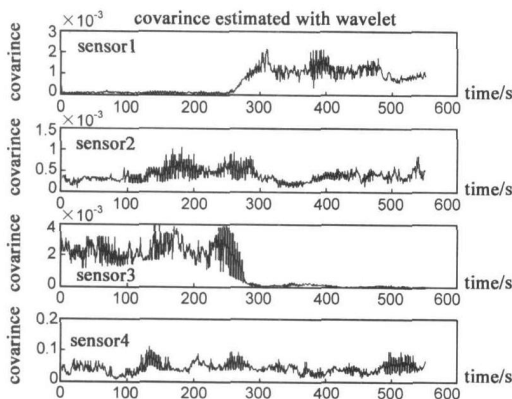 ×10⁻³ covarince estimated with wavelet
covarince
3
2
1
0
sensor1
0 100 200 300 400 500 600
time/s
×10⁻³
covarince
1.5
1
0.5
0
sensor2
0 100 200 300 400 500 600
time/s
×10⁻³
covarince
4
2
0
sensor3
0 100 200 300 400 500 600
time/s
covarince
0.2
0.1
0
sensor4
0 100 200 300 400 500 600
time/s